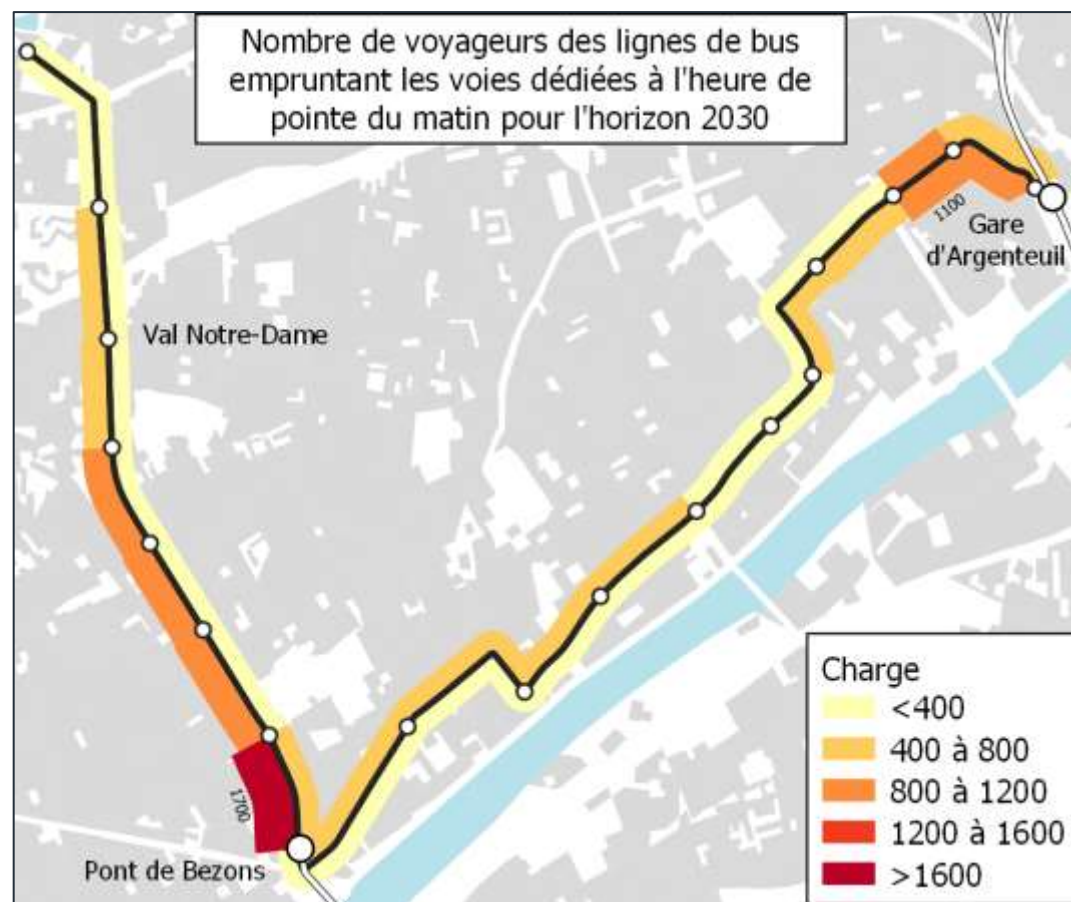 Nombre de voyageurs des lignes de bus
empruntant les voies dédiées à l'heure de
pointe du matin pour l'horizon 2030
1100
Gare
d'Argenteuil
Val Notre-Dame
1700
Pont de Bezons
Charge
<400
400 à 800
800 à 1200
1200 à 1600
>1600